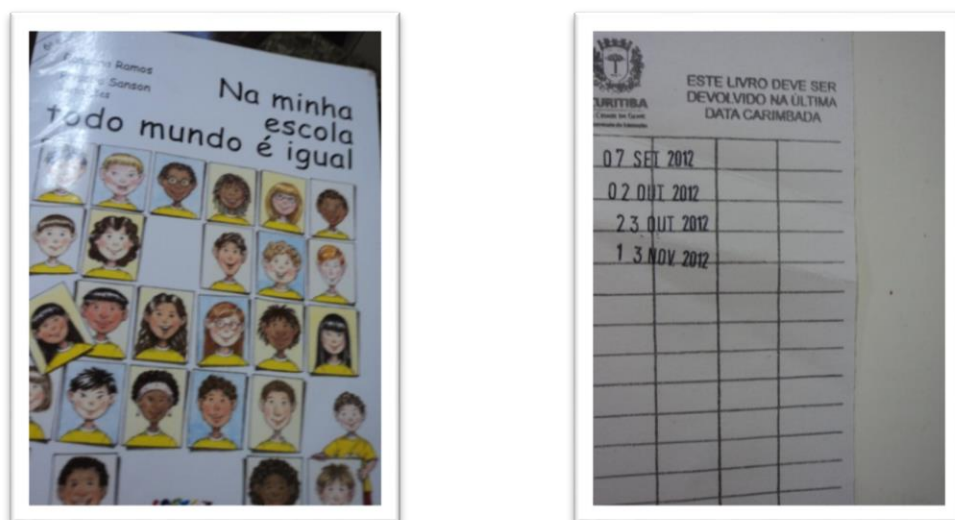 Ramos
Sanson
Na minha
escola
todo mundo é igual
CURITIBA
ESTE LIVRO DEVE SER
DEVOLVIDO NA ÚLTIMA
DATA CARIMBADA
07 SET 2012
02 OUT 2012
23 OUT 2012
13 NOV 2012